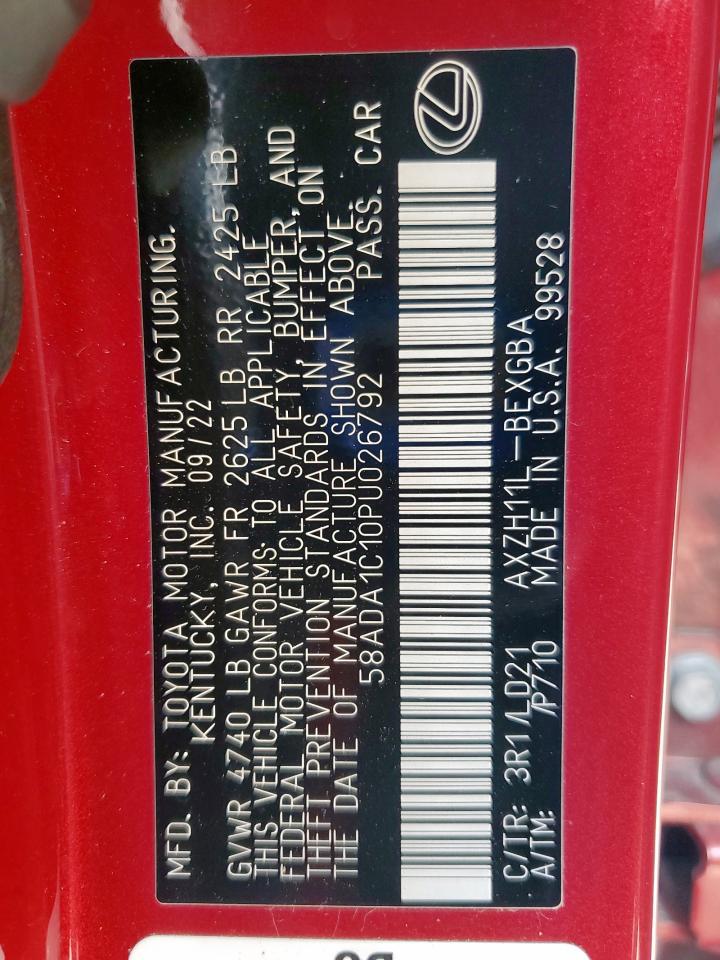 MFD. BY: TOYOTA MOTOR MANUFACTURING.
KENTUCKY, INC. 09/22
GVWR 4740 LB GAWR FR 2625 LB RR 2425 LB
THIS VEHICLE CONFORMS TO ALL APPLICABLE
FEDERAL MOTOR VEHICLE SAFETY, BUMPER, AND
THEFT PREVENTION STANDARDS IN EFFECT ON
THE DATE OF MANUFACTURE SHOWN ABOVE.
58ADA1C10PU026792 PASS. CAR
C/TR: 3R1/LD21 AXZH11L-BEXGBA
A/TM: /P710 MADE IN U.S.A. 99528